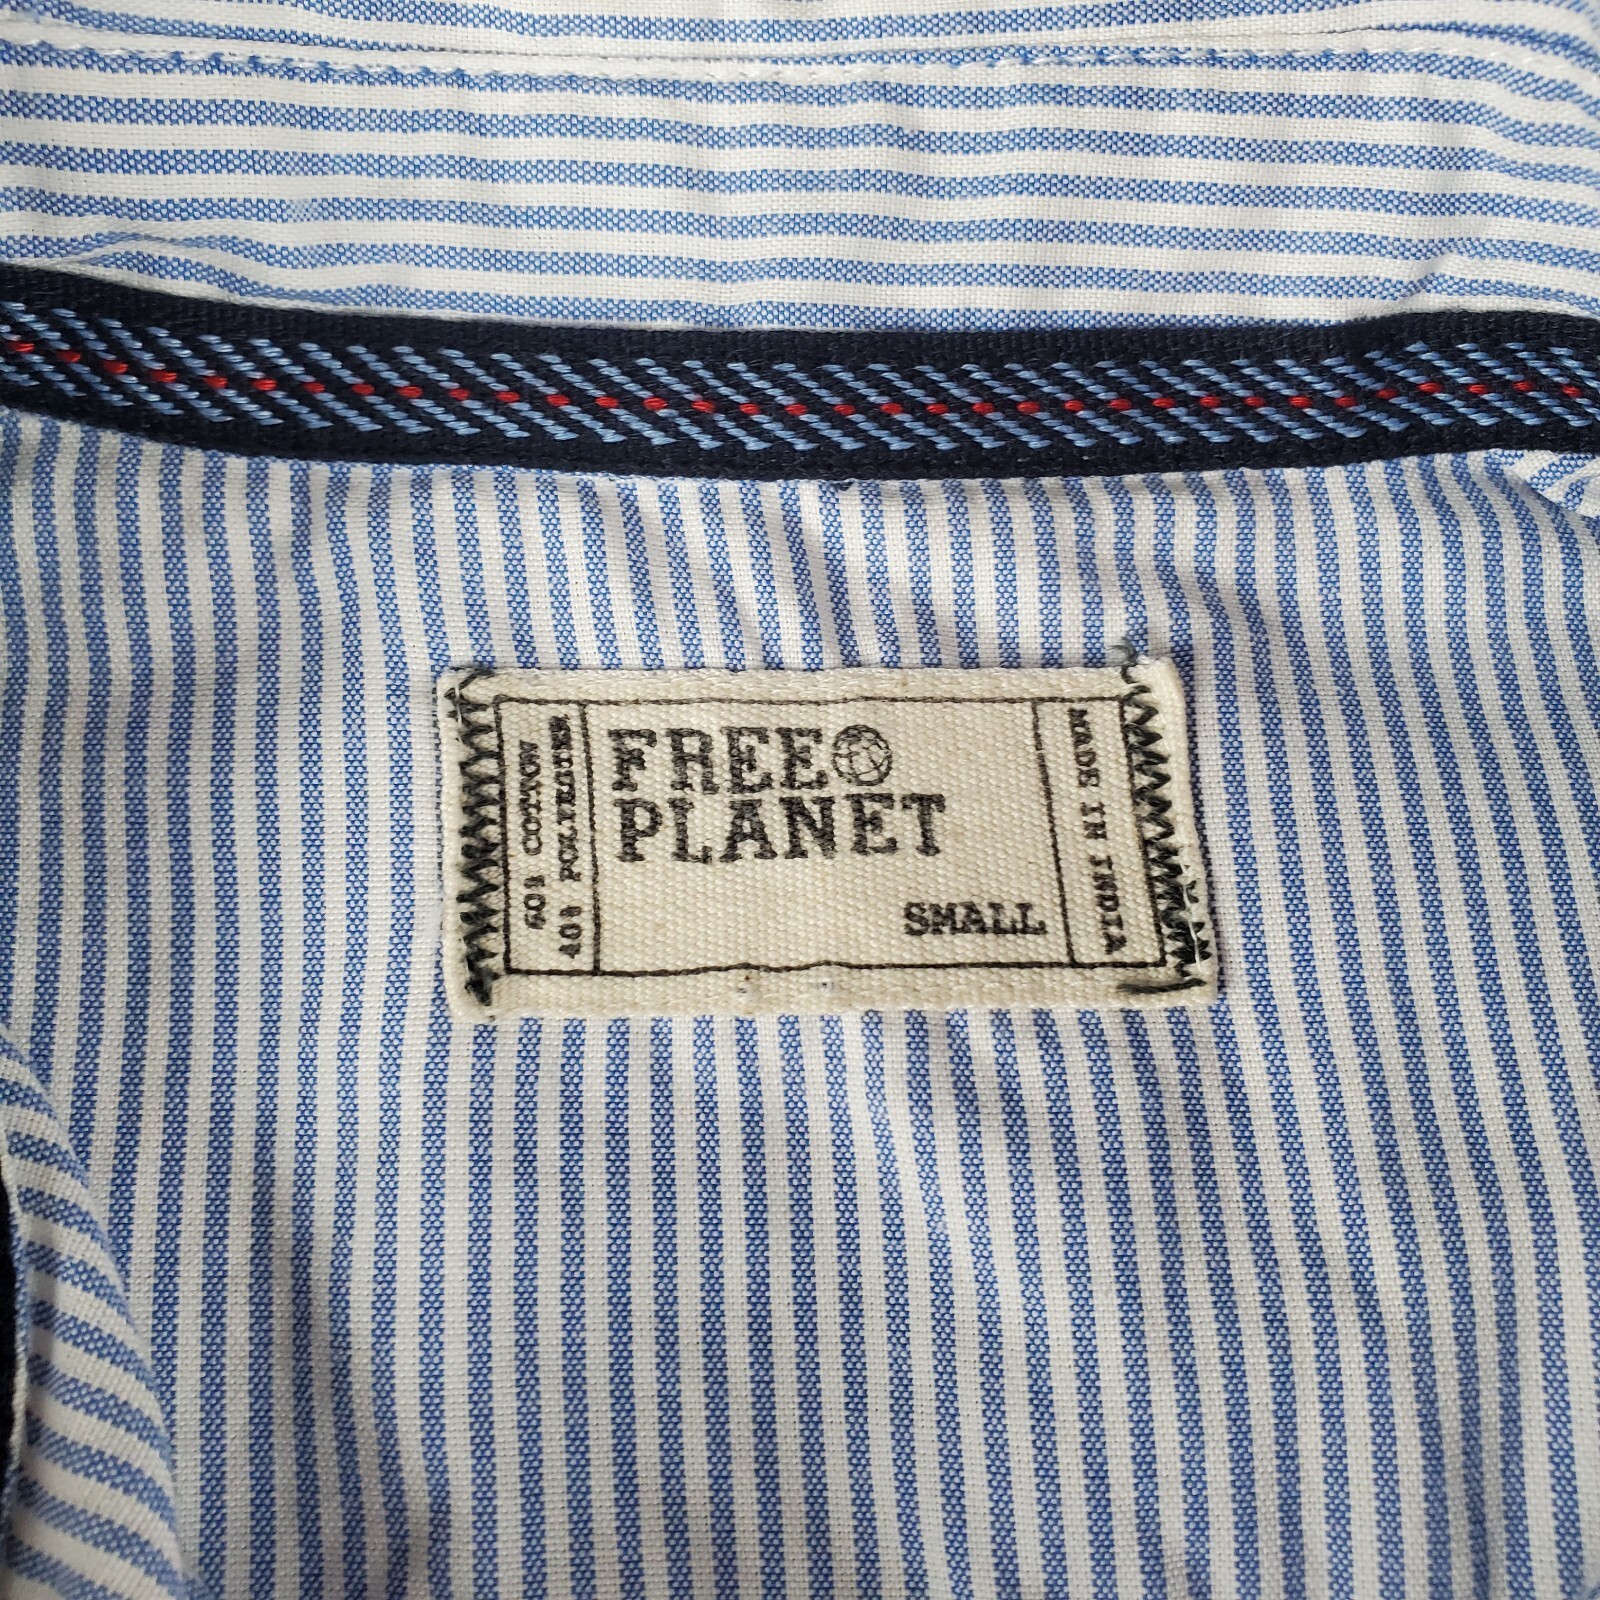 60% COTTON
40% POLYESTER
FREE
PLANET
SMALL
MADE IN INDIA